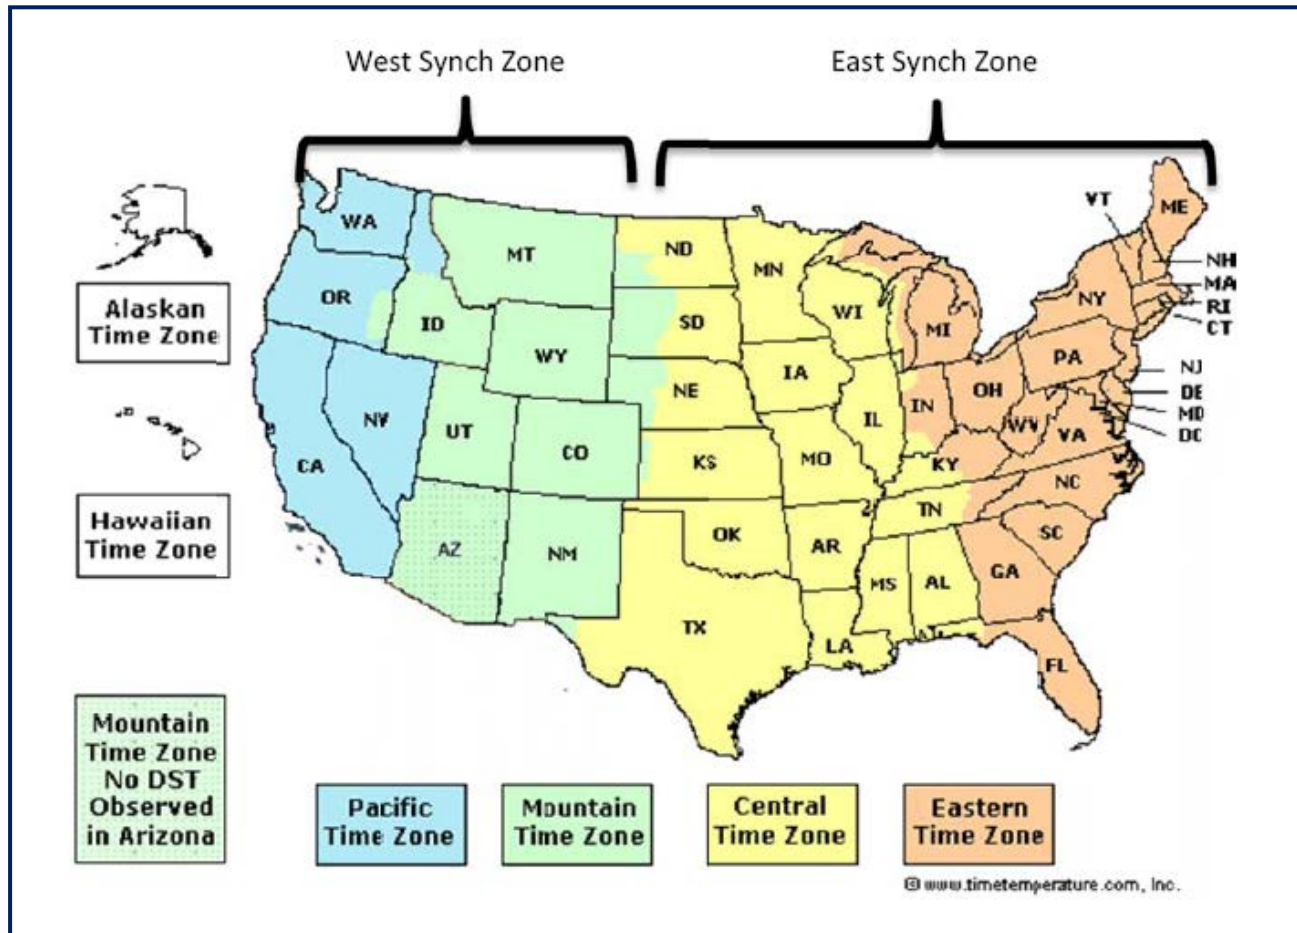 West Synch Zone
East Synch Zone
VT
ME
WA
MT
ND
MN
NH
MA
OR
ID
SD
WI
MI
NY
RI
CT
Alaskan
Time Zone
WY
IA
PA
NJ
NE
OH
DE
IN
MD
NV
UT
CO
IL
WV
VA
DC
CA
KS
MO
KY
NC
Hawaiian
Time Zone
AZ
NM
OK
AR
TN
SC
MS
AL
GA
TX
LA
FL
Mountain
Time Zone
No DST
Observed
in Arizona
Pacific
Time Zone
Mountain
Time Zone
Central
Time Zone
Eastern
Time Zone
© www.timetemperature.com, Inc.